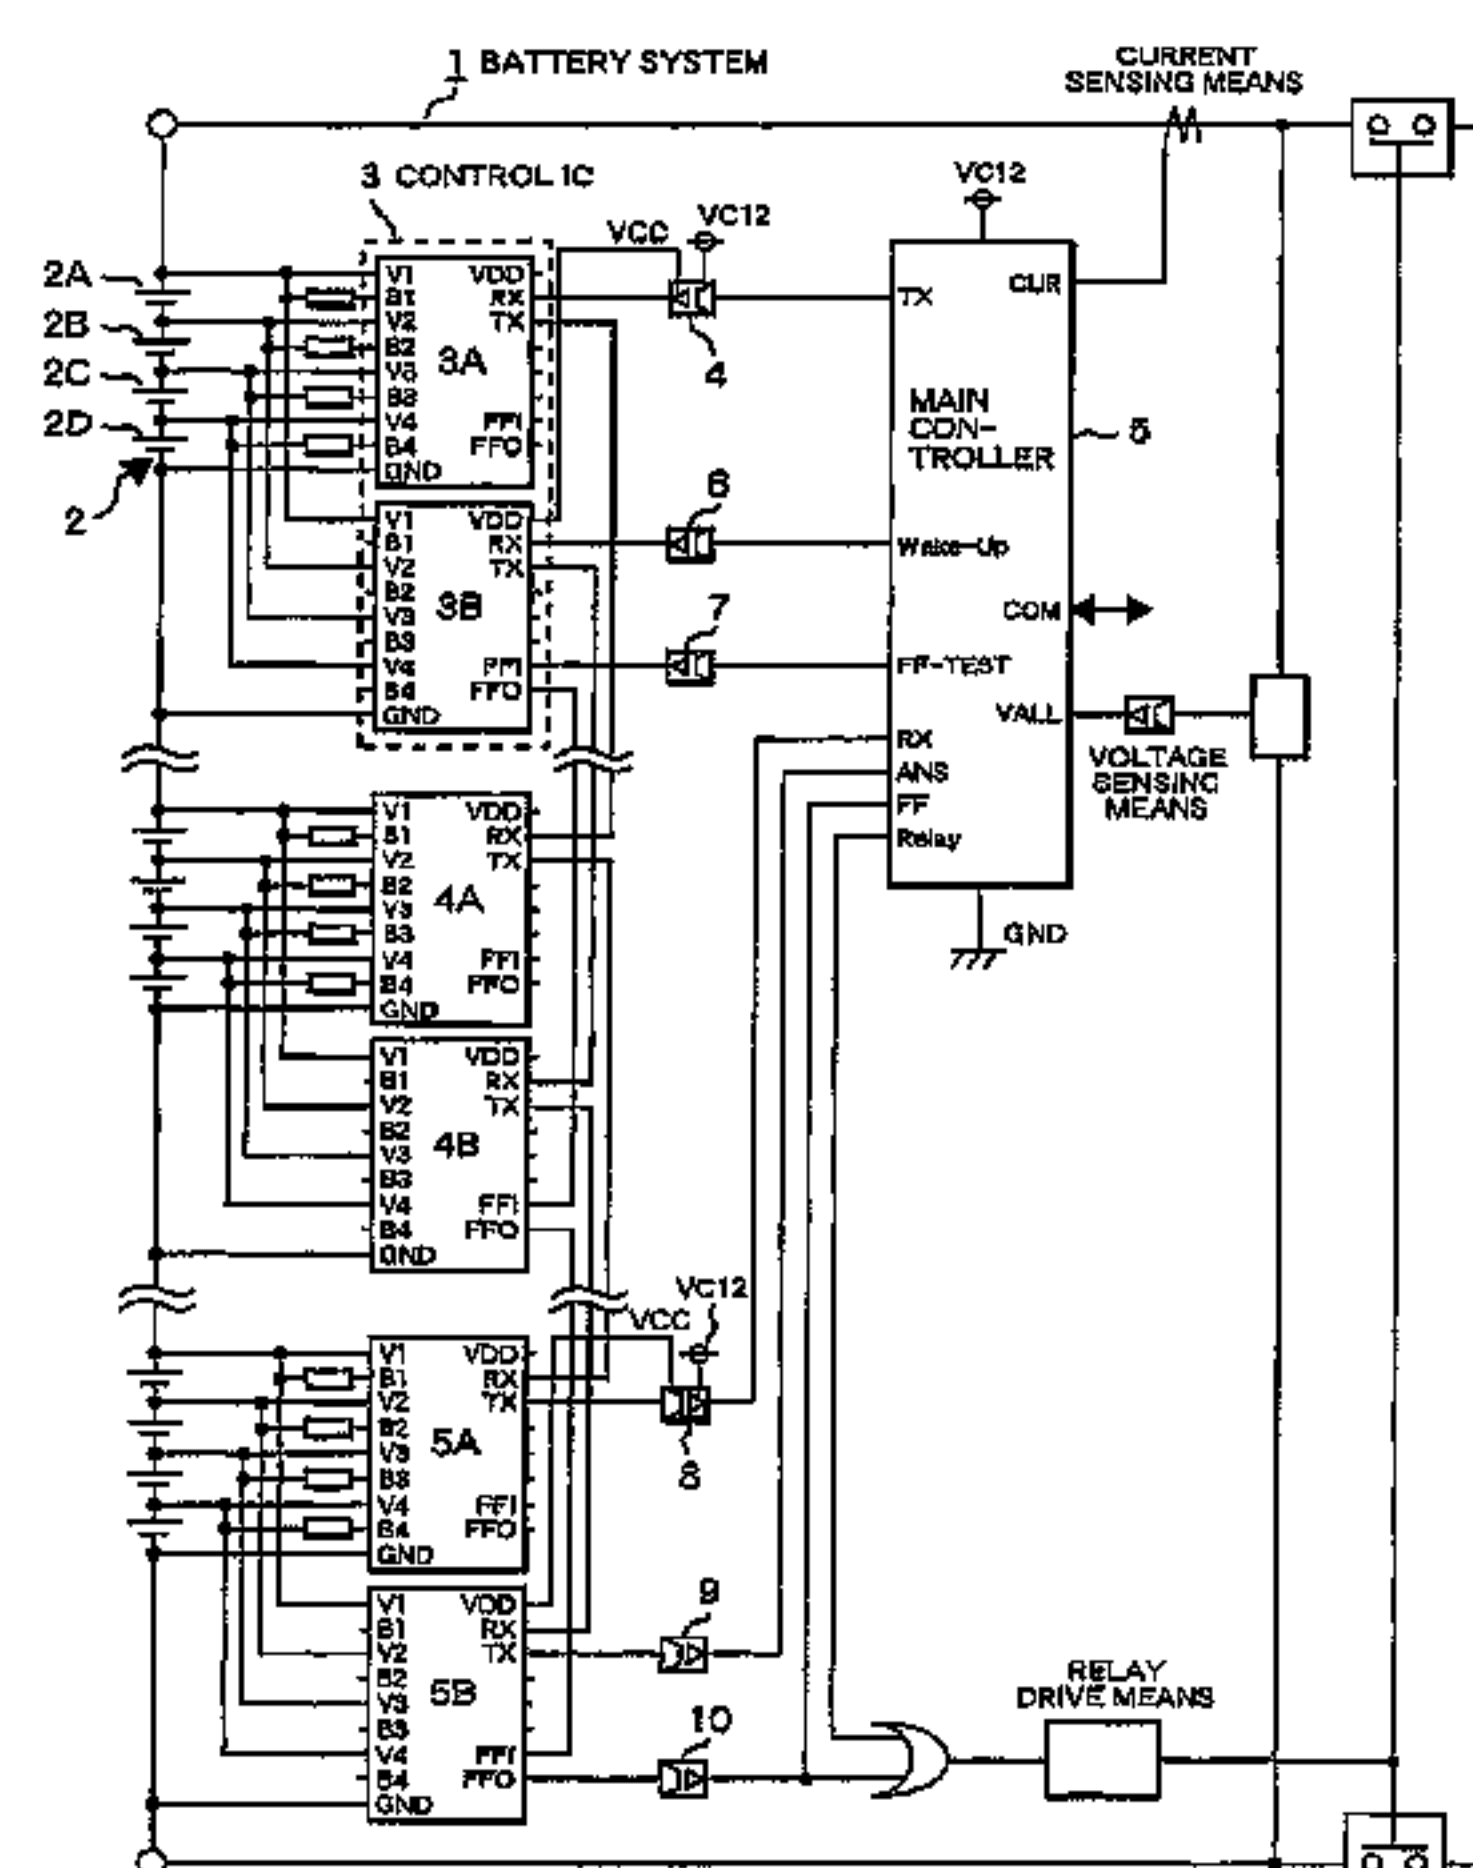 1 BATTERY SYSTEM
CURRENT
SENSING MEANS
3 CONTROL IC
VCC
VC12
VC12
2A
2B
2C
2D
2
V1
B1
V2
B2
V3
B3
V4
B4
GND
3A
VDD
RX
TX
FFI
FFO
4
TX
CUR
MAIN
CON-
TROLLER
5
V1
B1
V2
B2
V3
B3
V4
B4
GND
3B
VDD
RX
TX
FFI
FFO
6
7
Wake-Up
COM
FF-TEST
VALL
RX
ANS
FF
Relay
GND
VOLTAGE
SENSING
MEANS
V1
B1
V2
B2
V3
B3
V4
B4
GND
4A
VDD
RX
TX
FFI
FFO
V1
B1
V2
B2
V3
B3
V4
B4
GND
4B
VDD
RX
TX
FFI
FFO
VC12
VCC
V1
B1
V2
B2
V3
B3
V4
B4
GND
5A
VDD
RX
TX
FFI
FFO
8
V1
B1
V2
B2
V3
B3
V4
B4
GND
5B
VDD
RX
TX
FFI
FFO
9
10
RELAY
DRIVE MEANS